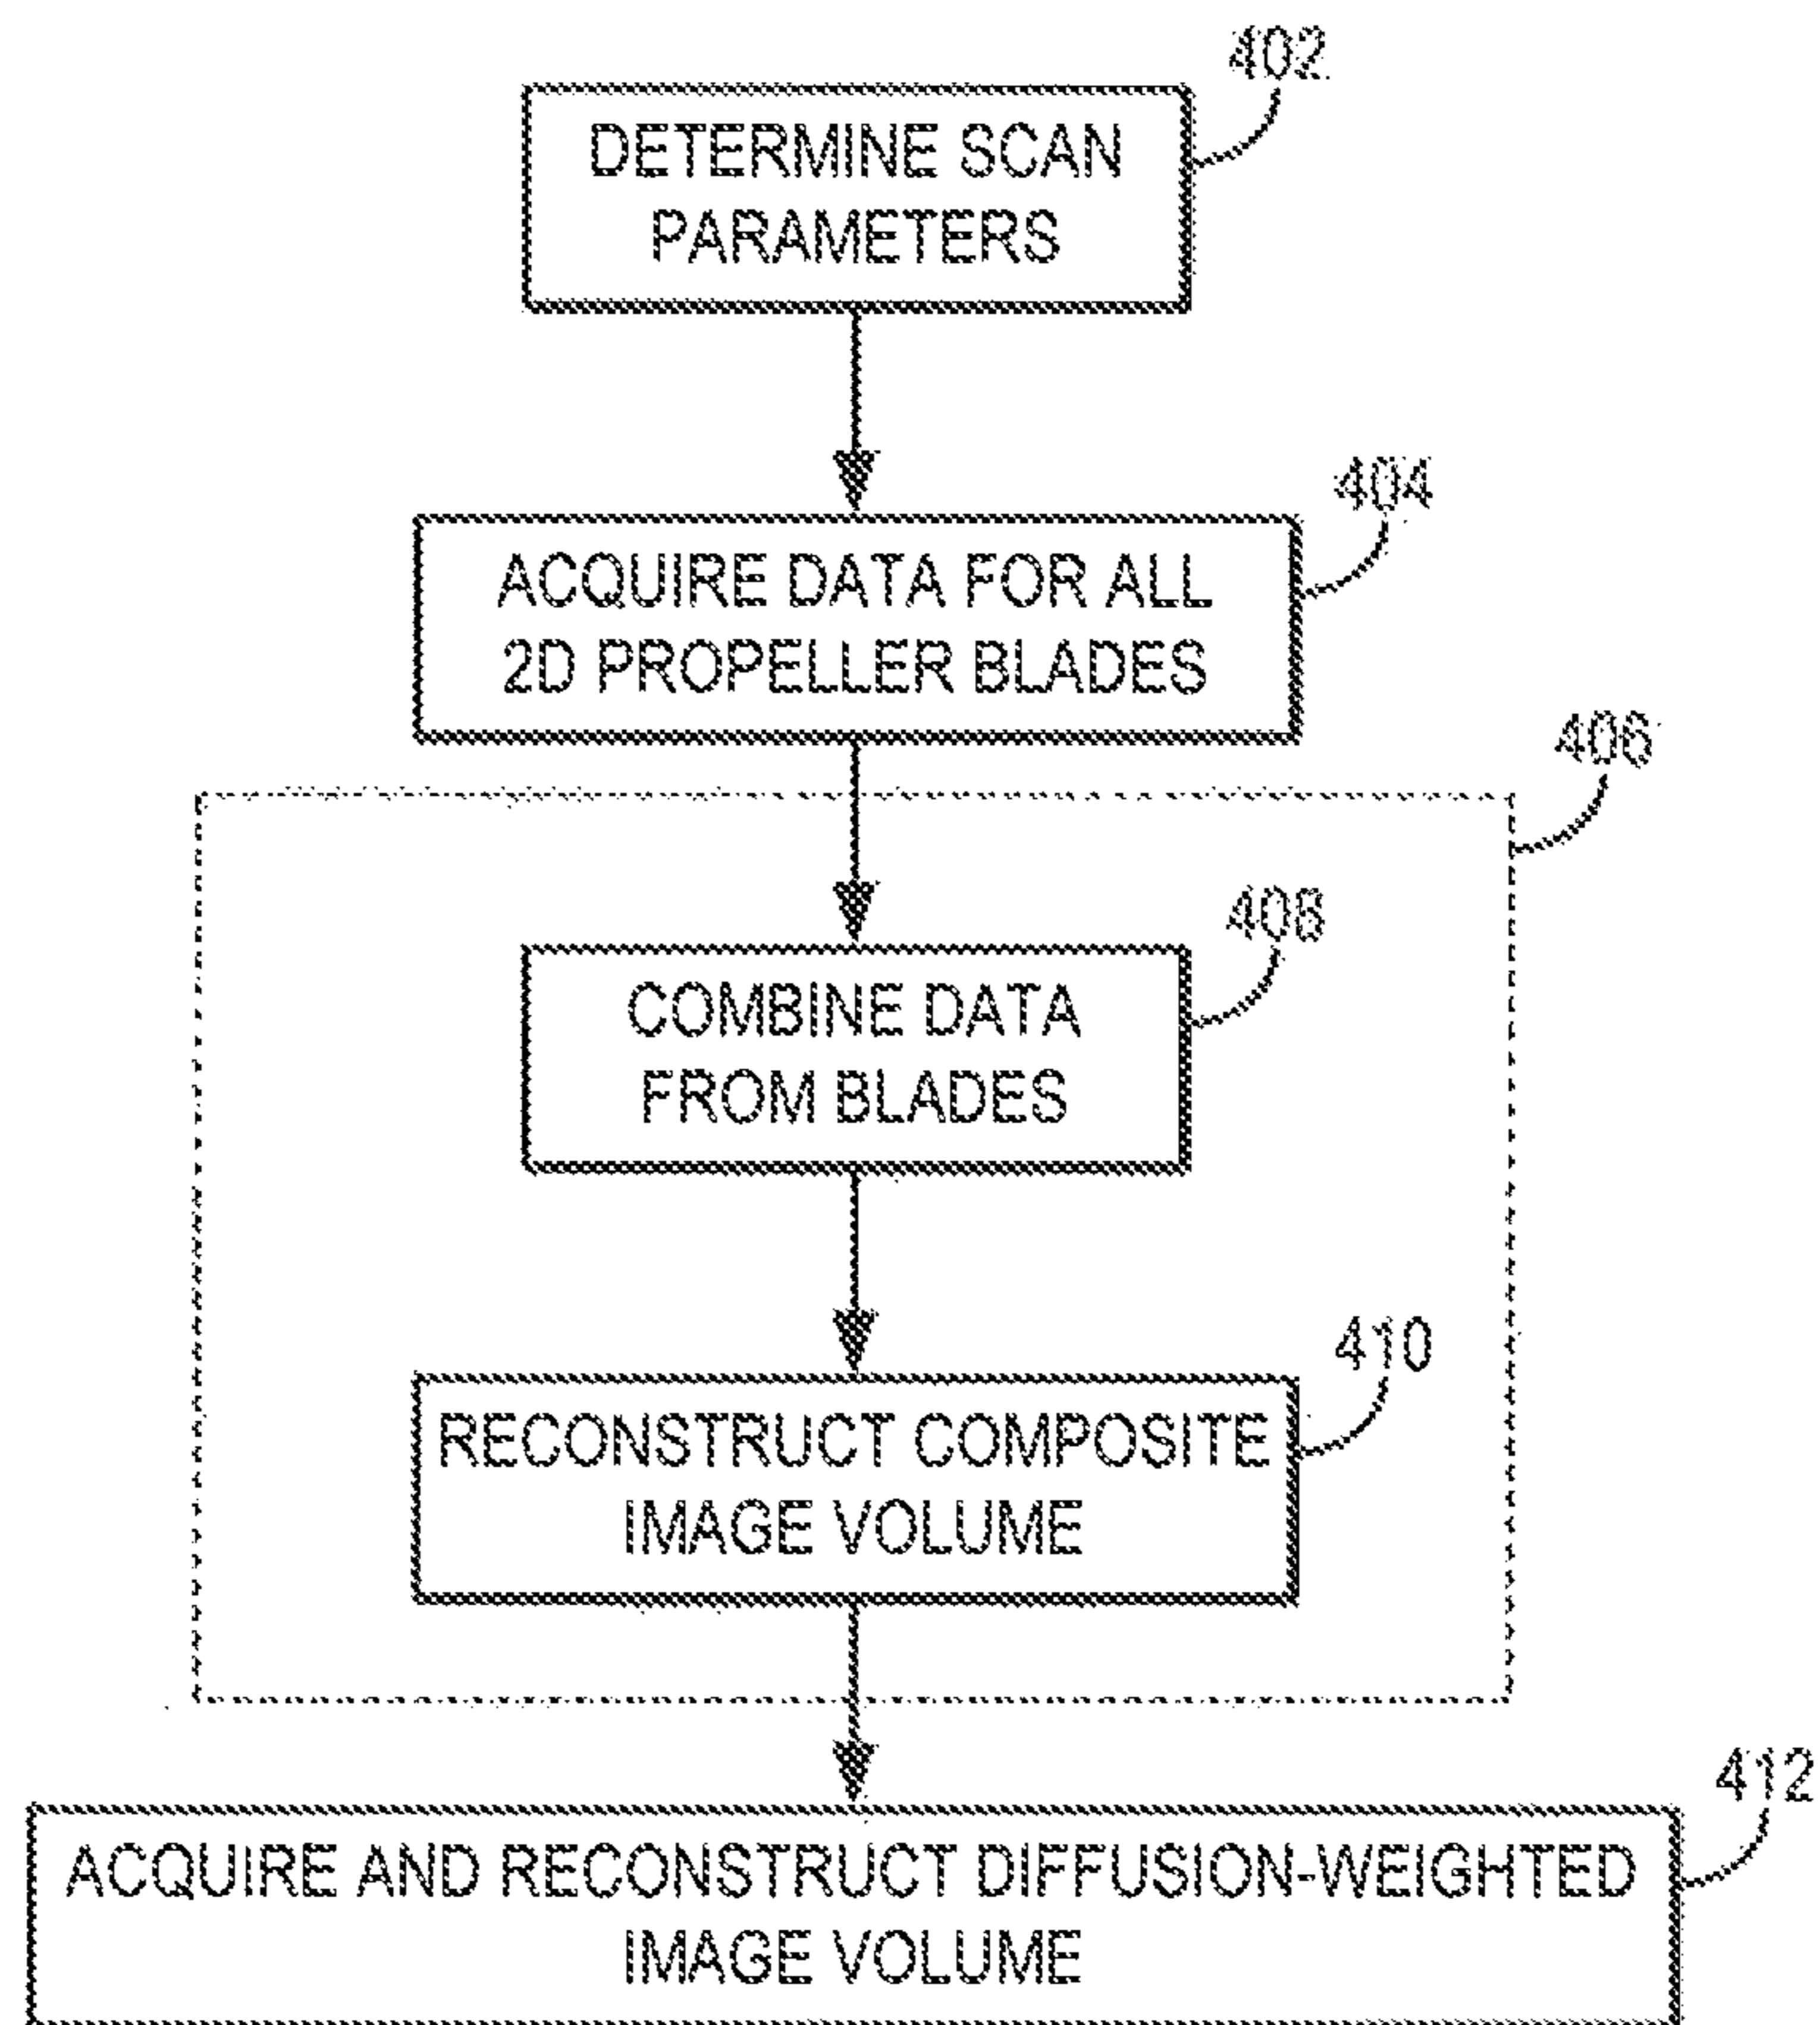 402
DETERMINE SCAN
PARAMETERS
404
ACQUIRE DATA FOR ALL
2D PROPELLER BLADES
406
408
COMBINE DATA
FROM BLADES
410
RECONSTRUCT COMPOSITE
IMAGE VOLUME
412
ACQUIRE AND RECONSTRUCT DIFFUSION-WEIGHTED
IMAGE VOLUME